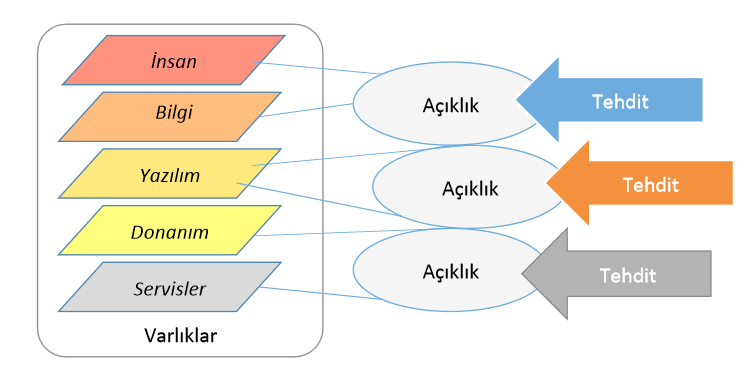 İnsan
Bilgi
Yazılım
Donanım
Servisler
Varlıklar
Açıklık
Açıklık
Açıklık
Tehdit
Tehdit
Tehdit